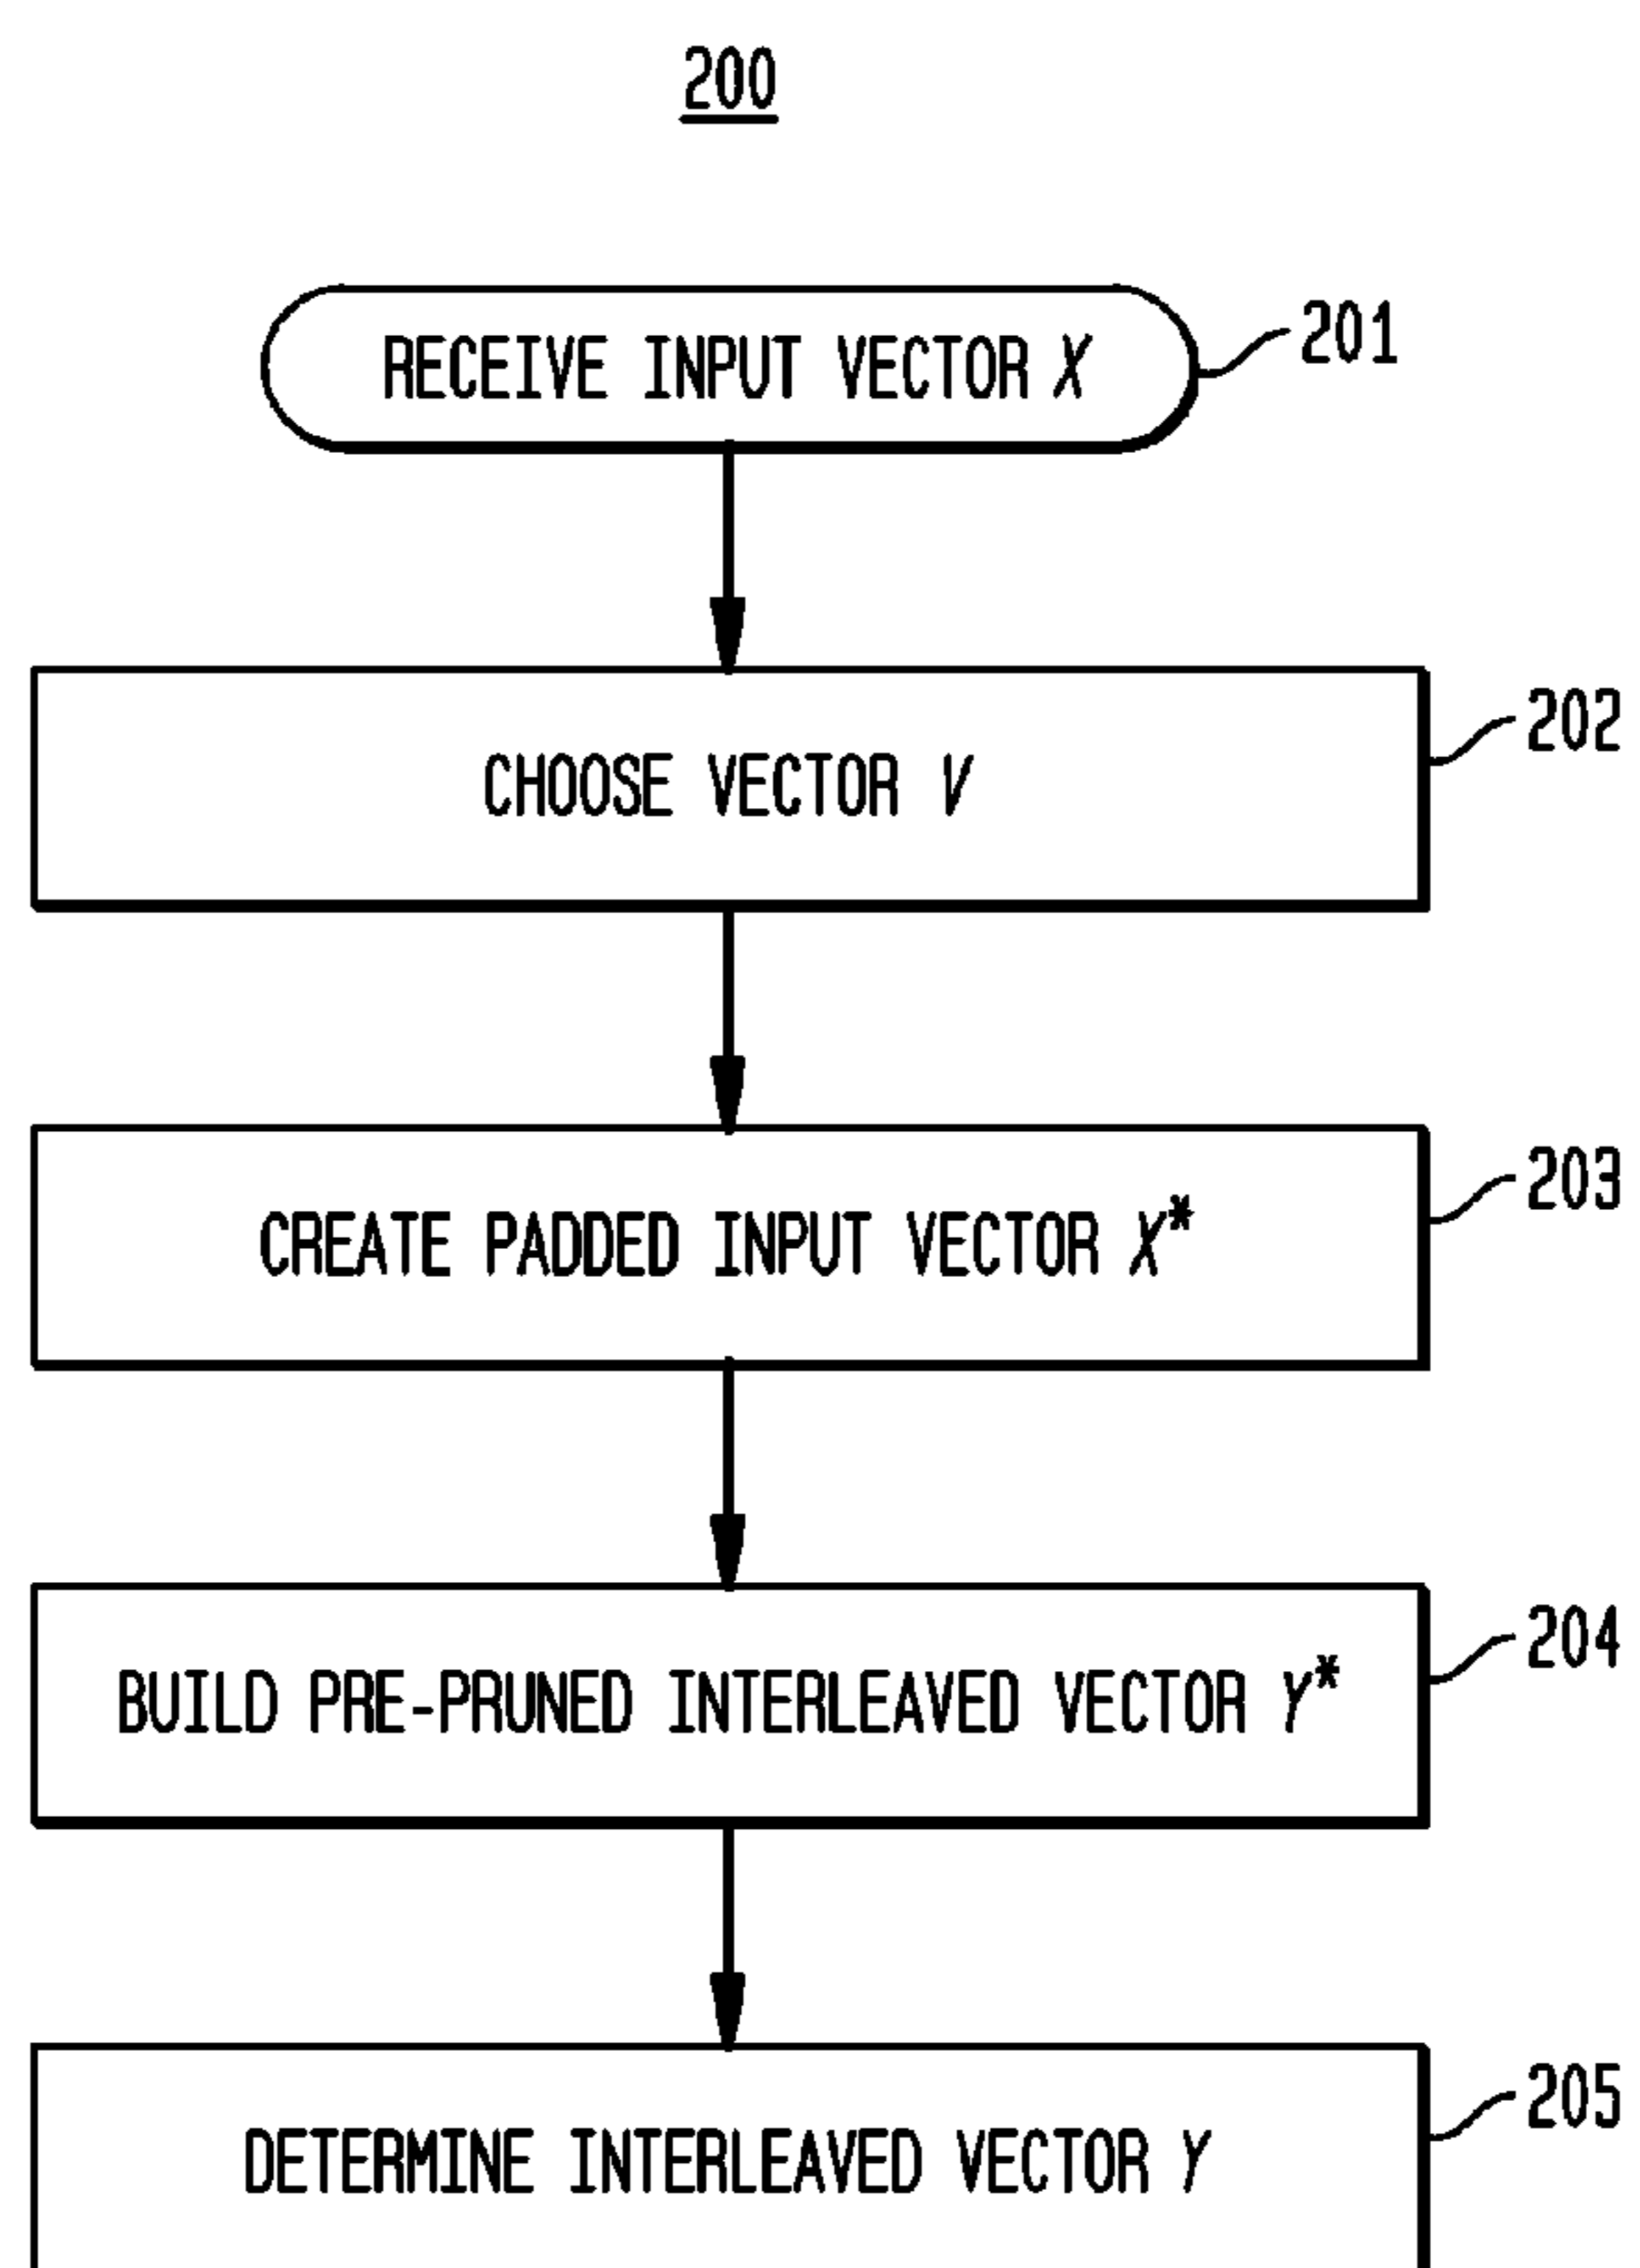 200
RECEIVE INPUT VECTOR X
201
CHOOSE VECTOR V
202
CREATE PADDED INPUT VECTOR X*
203
BUILD PRE-PRUNED INTERLEAVED VECTOR Y*
204
DETERMINE INTERLEAVED VECTOR Y
205